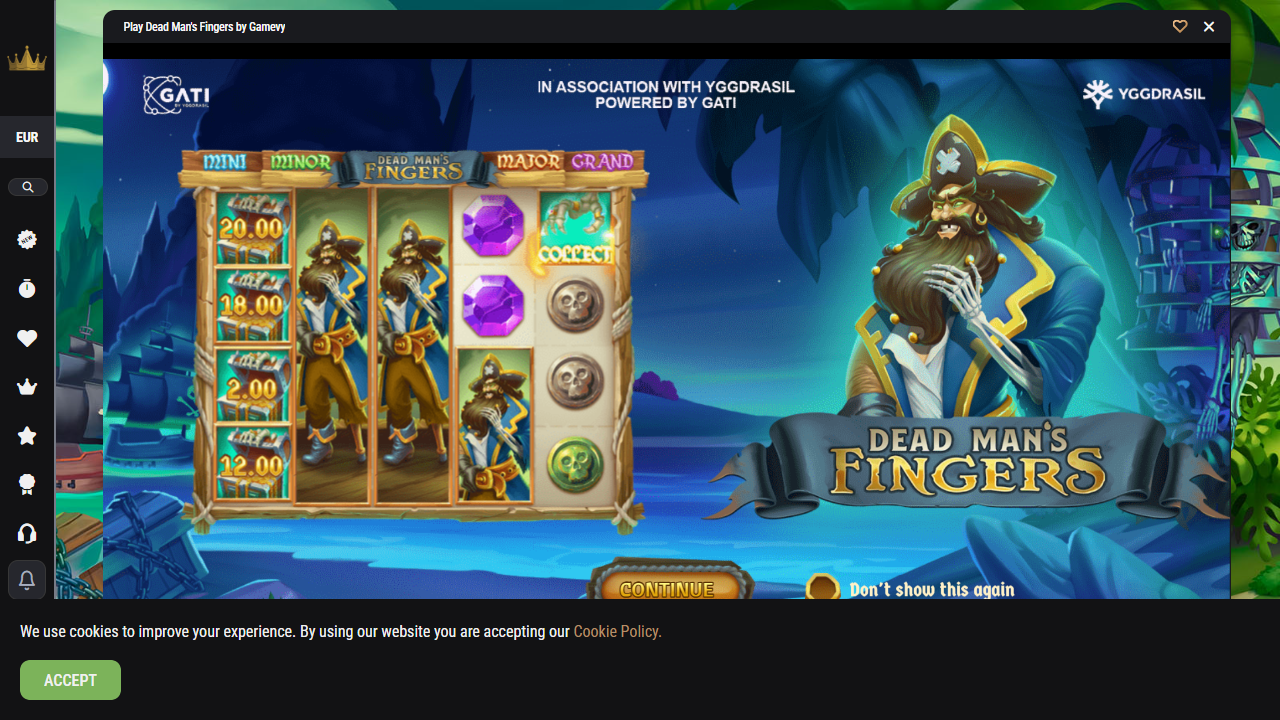 Play Dead Man's Fingers by Gamevy
EUR
NEW
GATI
BY YGGDRASIL
IN ASSOCIATION WITH YGGDRASIL
POWERED BY GATI
YGGDRASIL
MINI
MINOR
DEAD MAN'S
FINGERS
MAJOR
GRAND
20.00
COLLECT
18.00
2.00
12.00
DEAD MAN'S
FINGERS
CONTINUE
Don't show this again
We use cookies to improve your experience. By using our website you are accepting our Cookie Policy.
ACCEPT